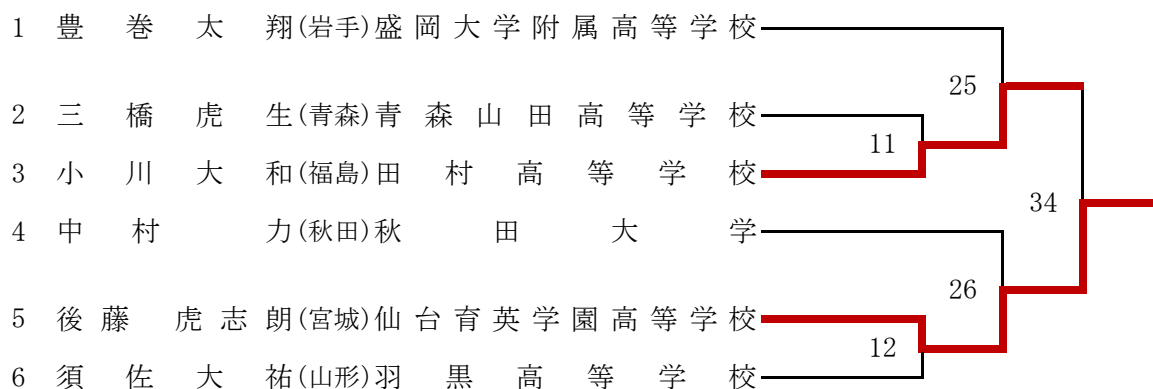 1 豊巻太翔(岩手)盛岡大学附属高等学校
25
2 三橋虎生(青森)青森山田高等学校
11
3 小川大和(福島)田村高等学校
34
4 中村力(秋田)秋田大学
26
5 後藤虎志朗(宮城)仙台育英学園高等学校
12
6 須佐大祐(山形)羽黒高等学校